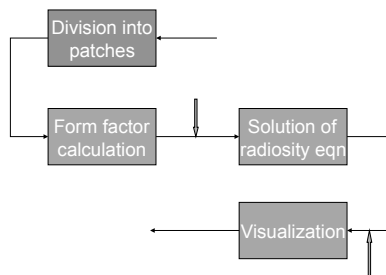 Division into
patches
Form factor
calculation
Solution of
radiosity eqn
Visualization